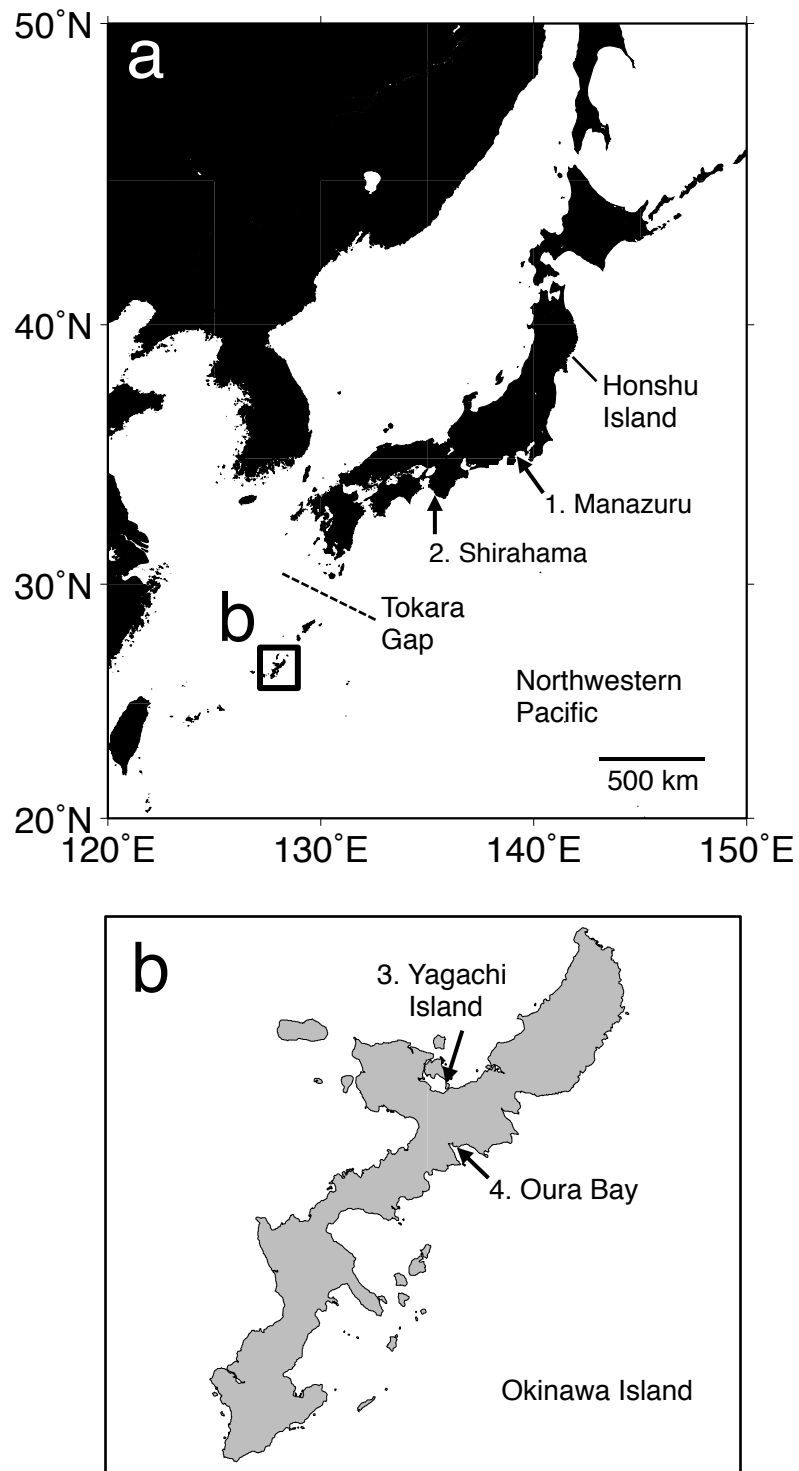 50˚N
a
40˚N
Honshu
Island
1. Manazuru
2. Shirahama
30˚N
Tokara
Gap
b
Northwestern
Pacific
500 km
20˚N
120˚E
130˚E
140˚E
150˚E
b
3. Yagachi
Island
4. Oura Bay
Okinawa Island